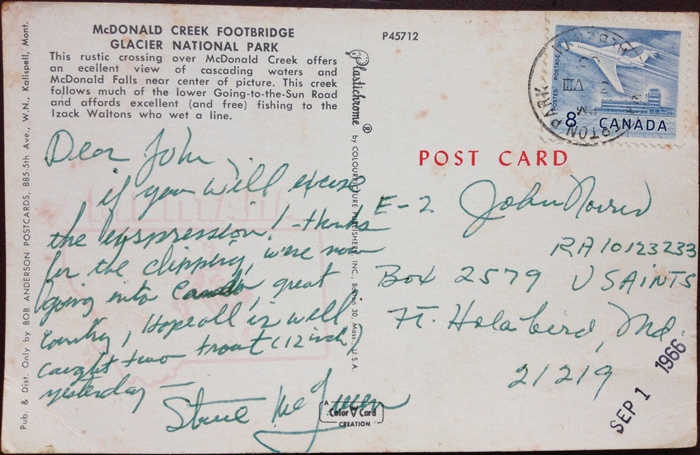 McDONALD CREEK FOOTBRIDGE
GLACIER NATIONAL PARK
This rustic crossing over McDonald Creek offers
an ecellent view of cascading waters and
McDonald Falls near center of picture. This creek
follows much of the lower Going-to-the-Sun Road
and affords excellent (and free) fishing to the
Izack Waltons who wet a line.
P45712
Pub. & Dist. Only by BOB ANDERSON POSTCARDS, 885-5th Ave., W.N., Kalispell, Mont.
Plastichrome ® by COLOURPICTURE PUBLISHERS, INC., Boston 30, Mass., U.S.A.
POSTES POSTAGE
8 CANADA
ERTON PARK
VIII
POST CARD
Dear John,
if you will excuse
the expression! thanks
for the clipping, we're now
going into Canada, great
country, Hope all is well
caught two trout (12 inch)
yesterday —
Steve
E-2 John
RA10123233
Box 2579 USAINTS
Ft. Holabird, Md.
21219
SEP 1 1966
A Color Card
CREATION